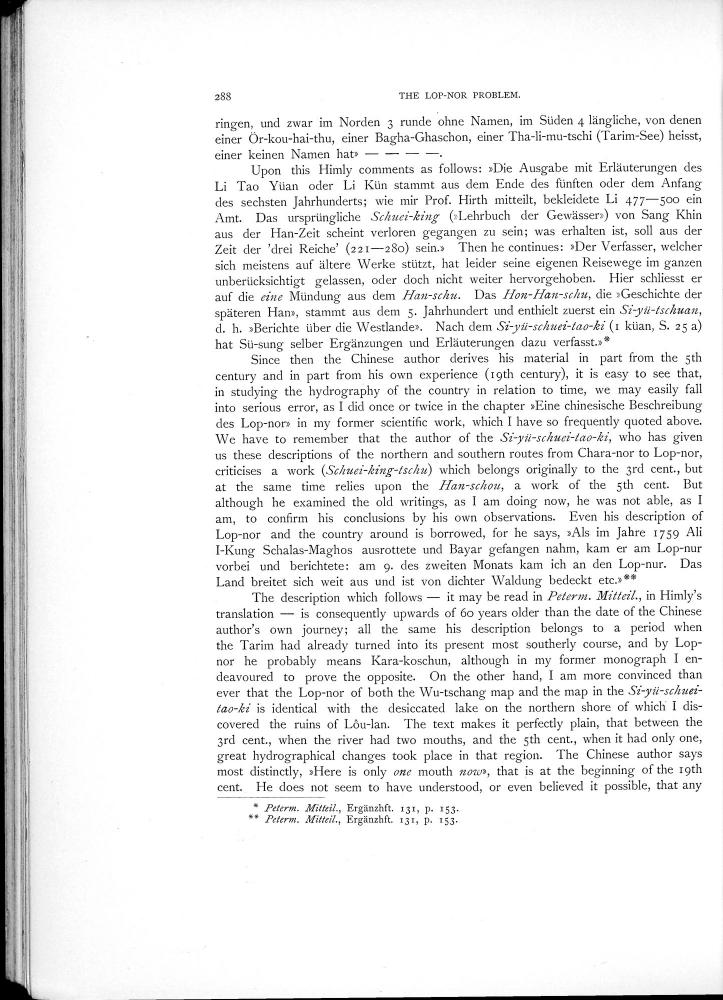 288
THE LOP-NOR PROBLEM.
ringen, und zwar im Norden 3 runde ohne Namen, im Süden 4 längliche, von denen
einer Ör-kou-hai-thu, einer Bagha-Ghaschon, einer Tha-li-mu-tschi (Tarim-See) heisst,
einer keinen Namen hat» — — — —.
Upon this Himly comments as follows: »Die Ausgabe mit Erläuterungen des
Li Tao Yüan oder Li Kün stammt aus dem Ende des fünften oder dem Anfang
des sechsten Jahrhunderts; wie mir Prof. Hirth mitteilt, bekleidete Li 477—500 ein
Amt. Das ursprüngliche Schuei-king (»Lehrbuch der Gewässer») von Sang Khin
aus der Han-Zeit scheint verloren gegangen zu sein; was erhalten ist, soll aus der
Zeit der 'drei Reiche' (221—280) sein.» Then he continues: »Der Verfasser, welcher
sich meistens auf ältere Werke stützt, hat leider seine eigenen Reisewege im ganzen
unberücksichtigt gelassen, oder doch nicht weiter hervorgehoben. Hier schliesst er
auf die eine Mündung aus dem Han-schu. Das Hon-Han-schu, die »Geschichte der
späteren Han», stammt aus dem 5. Jahrhundert und enthielt zuerst ein Si-yü-tschuan,
d. h. »Berichte über die Westlande». Nach dem Si-yü-schuei-tao-ki (1 küan, S. 25 a)
hat Sü-sung selber Ergänzungen und Erläuterungen dazu verfasst.»*
Since then the Chinese author derives his material in part from the 5th
century and in part from his own experience (19th century), it is easy to see that,
in studying the hydrography of the country in relation to time, we may easily fall
into serious error, as I did once or twice in the chapter »Eine chinesische Beschreibung
des Lop-nor» in my former scientific work, which I have so frequently quoted above.
We have to remember that the author of the Si-yü-schuei-tao-ki, who has given
us these descriptions of the northern and southern routes from Chara-nor to Lop-nor,
criticises a work (Schuei-king-tschu) which belongs originally to the 3rd cent., but
at the same time relies upon the Han-schou, a work of the 5th cent. But
although he examined the old writings, as I am doing now, he was not able, as I
am, to confirm his conclusions by his own observations. Even his description of
Lop-nor and the country around is borrowed, for he says, »Als im Jahre 1759 Ali
I-Kung Schalas-Maghos ausrottete und Bayar gefangen nahm, kam er am Lop-nur
vorbei und berichtete: am 9. des zweiten Monats kam ich an den Lop-nur. Das
Land breitet sich weit aus und ist von dichter Waldung bedeckt etc.»**
The description which follows — it may be read in Peterm. Mitteil., in Himly's
translation — is consequently upwards of 60 years older than the date of the Chinese
author's own journey; all the same his description belongs to a period when
the Tarim had already turned into its present most southerly course, and by Lop-
nor he probably means Kara-koschun, although in my former monograph I en-
deavoured to prove the opposite. On the other hand, I am more convinced than
ever that the Lop-nor of both the Wu-tschang map and the map in the Si-yü-schuei-
tao-ki is identical with the desiccated lake on the northern shore of which I dis-
covered the ruins of Lôu-lan. The text makes it perfectly plain, that between the
3rd cent., when the river had two mouths, and the 5th cent., when it had only one,
great hydrographical changes took place in that region. The Chinese author says
most distinctly, »Here is only one mouth now», that is at the beginning of the 19th
cent. He does not seem to have understood, or even believed it possible, that any
* Peterm. Mitteil., Ergänzhft. 131, p. 153.
** Peterm. Mitteil., Ergänzhft. 131, p. 153.